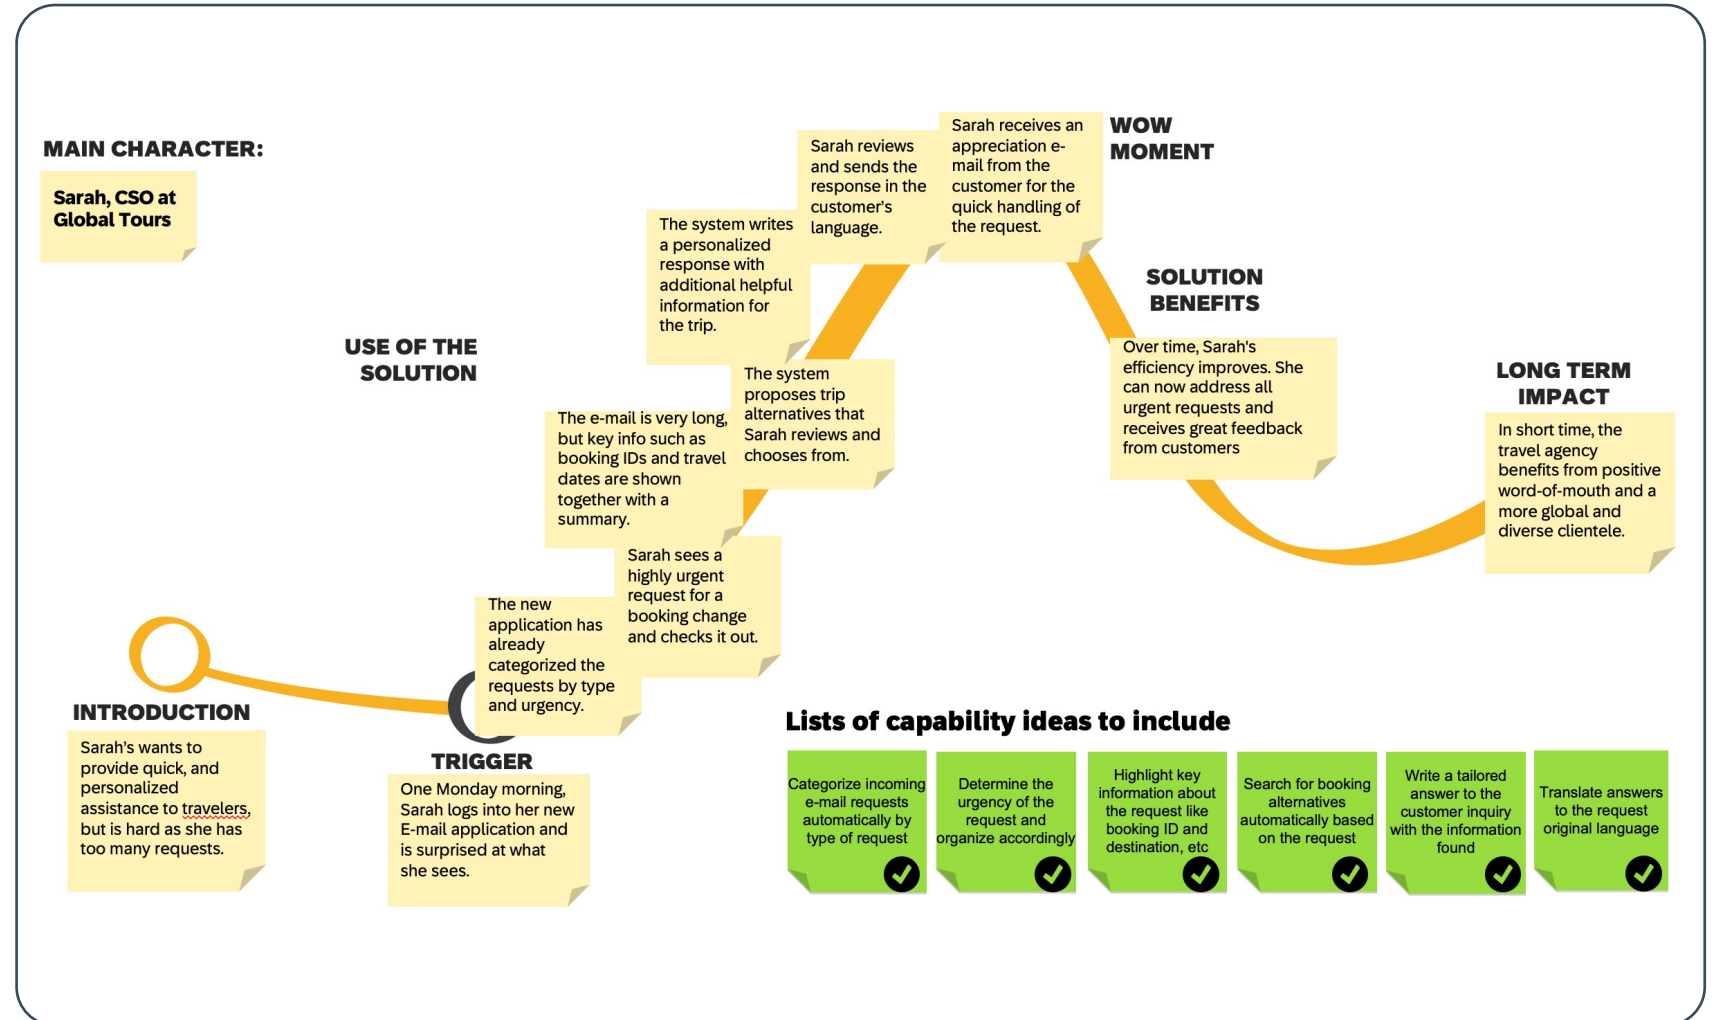 MAIN CHARACTER:
Sarah, CSO at
Global Tours
INTRODUCTION
Sarah's wants to
provide quick, and
personalized
assistance to travelers,
but is hard as she has
too many requests.
TRIGGER
One Monday morning,
Sarah logs into her new
E-mail application and
is surprised at what
she sees.
USE OF THE
SOLUTION
The new
application has
already
categorized the
requests by type
and urgency.
Sarah sees a
highly urgent
request for a
booking change
and checks it out.
The e-mail is very long,
but key info such as
booking IDs and travel
dates are shown
together with a
summary.
The system
proposes trip
alternatives that
Sarah reviews and
chooses from.
The system writes
a personalized
response with
additional helpful
information for
the trip.
Sarah reviews
and sends the
response in the
customer's
language.
WOW
MOMENT
Sarah receives an
appreciation e-
mail from the
customer for the
quick handling of
the request.
SOLUTION
BENEFITS
Over time, Sarah's
efficiency improves. She
can now address all
urgent requests and
receives great feedback
from customers
LONG TERM
IMPACT
In short time, the
travel agency
benefits from positive
word-of-mouth and a
more global and
diverse clientele.
Lists of capability ideas to include
Categorize incoming
e-mail requests
automatically by
type of request
Determine the
urgency of the
request and
organize accordingly
Highlight key
information about
the request like
booking ID and
destination, etc
Search for booking
alternatives
automatically based
on the request
Write a tailored
answer to the
customer inquiry
with the information
found
Translate answers
to the request
original language